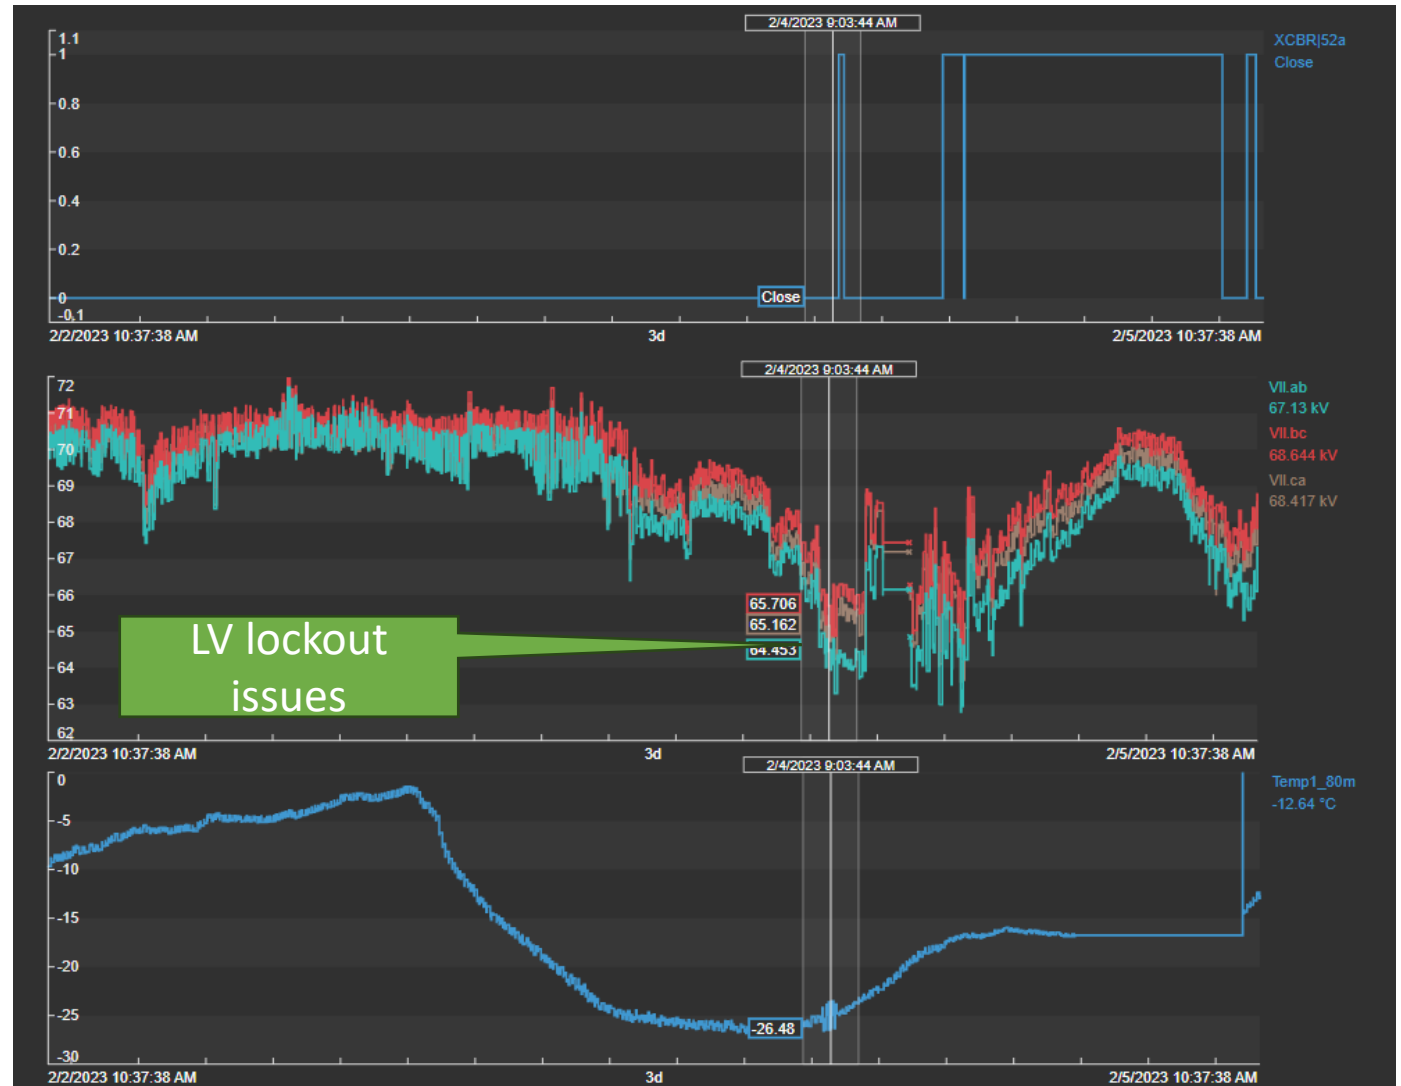 2/4/2023 9:03:44 AM
1.1
1
0.8
0.6
0.4
0.2
0
-0.1
XCBR|52a
Close
Close
2/2/2023 10:37:38 AM
3d
2/5/2023 10:37:38 AM
2/4/2023 9:03:44 AM
72
71
70
69
68
67
66
65
64
63
62
Vll.ab
67.13 kV
Vll.bc
68.644 kV
Vll.ca
68.417 kV
65.706
65.162
64.453
LV lockout
issues
2/2/2023 10:37:38 AM
3d
2/5/2023 10:37:38 AM
2/4/2023 9:03:44 AM
0
-5
-10
-15
-20
-25
-30
Temp1_80m
-12.64 °C
-26.48
2/2/2023 10:37:38 AM
3d
2/5/2023 10:37:38 AM